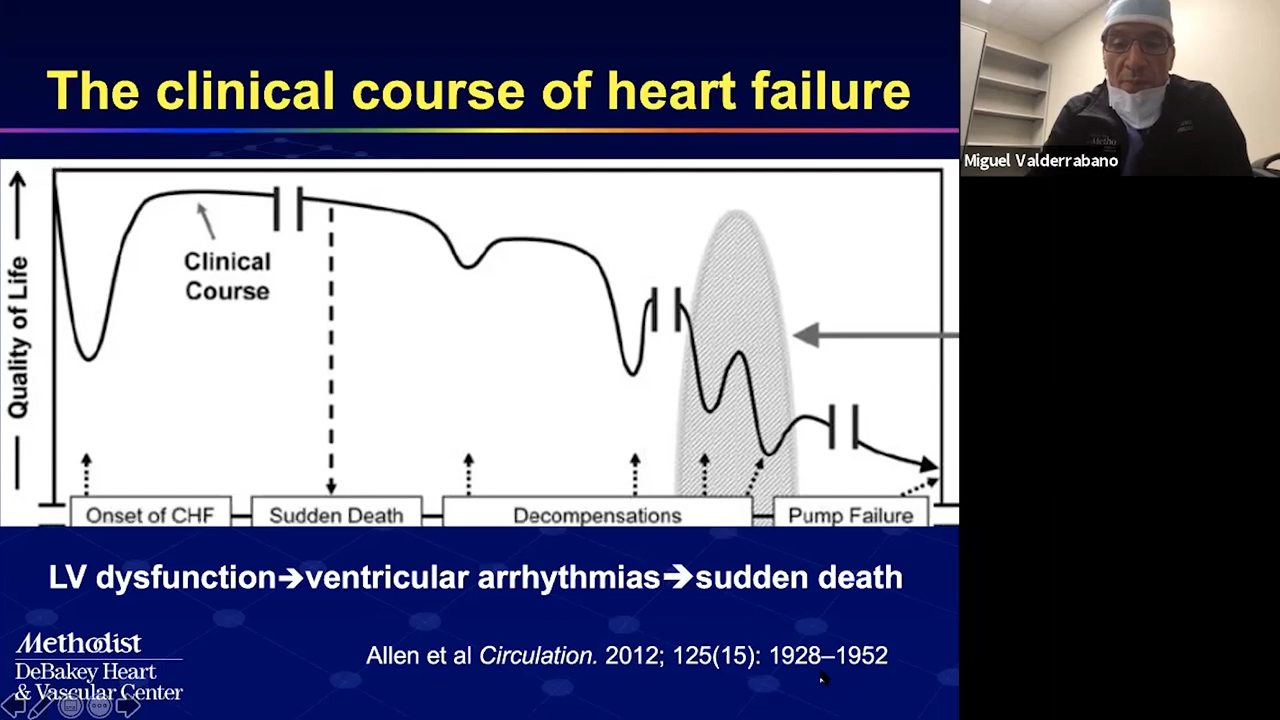 The clinical course of heart failure
Miguel Valderrabano
Quality of Life
Clinical
Course
Onset of CHF
Sudden Death
Decompensations
Pump Failure
LV dysfunction➔ventricular arrhythmias➔sudden death
Allen et al Circulation. 2012; 125(15): 1928–1952
Methodist
DeBakey Heart
& Vascular Center